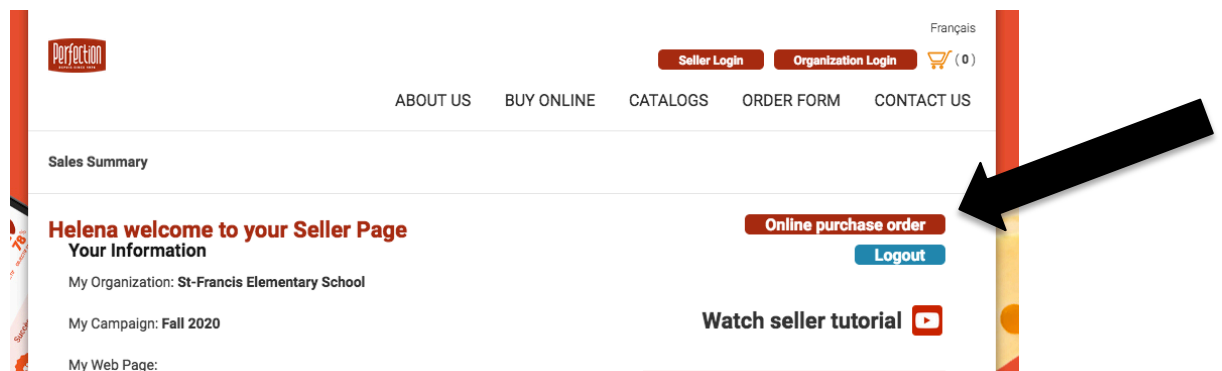 Français
Perfection
Seller Login Organization Login (0)
ABOUT US BUY ONLINE CATALOGS ORDER FORM CONTACT US
Sales Summary
Helena welcome to your Seller Page
Online purchase order
Your Information
Logout
My Organization: St-Francis Elementary School
My Campaign: Fall 2020
Watch seller tutorial
My Web Page:
78%